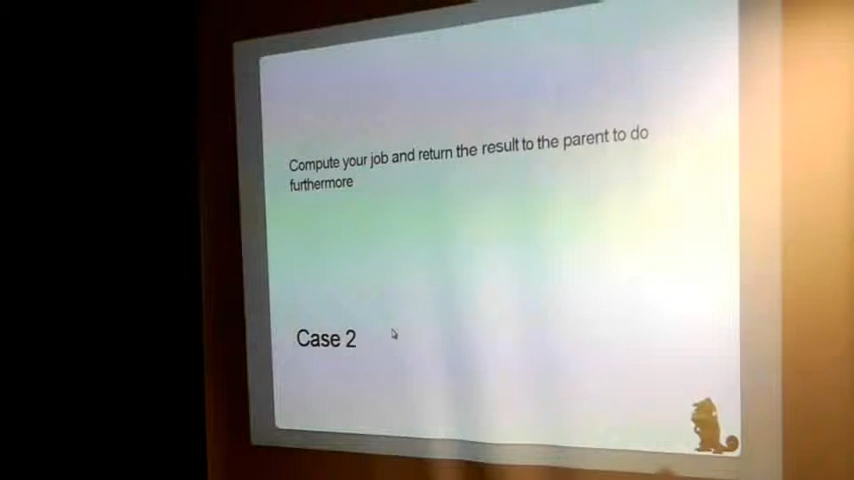 Compute your job and return the result to the parent to do
furthermore
Case 2